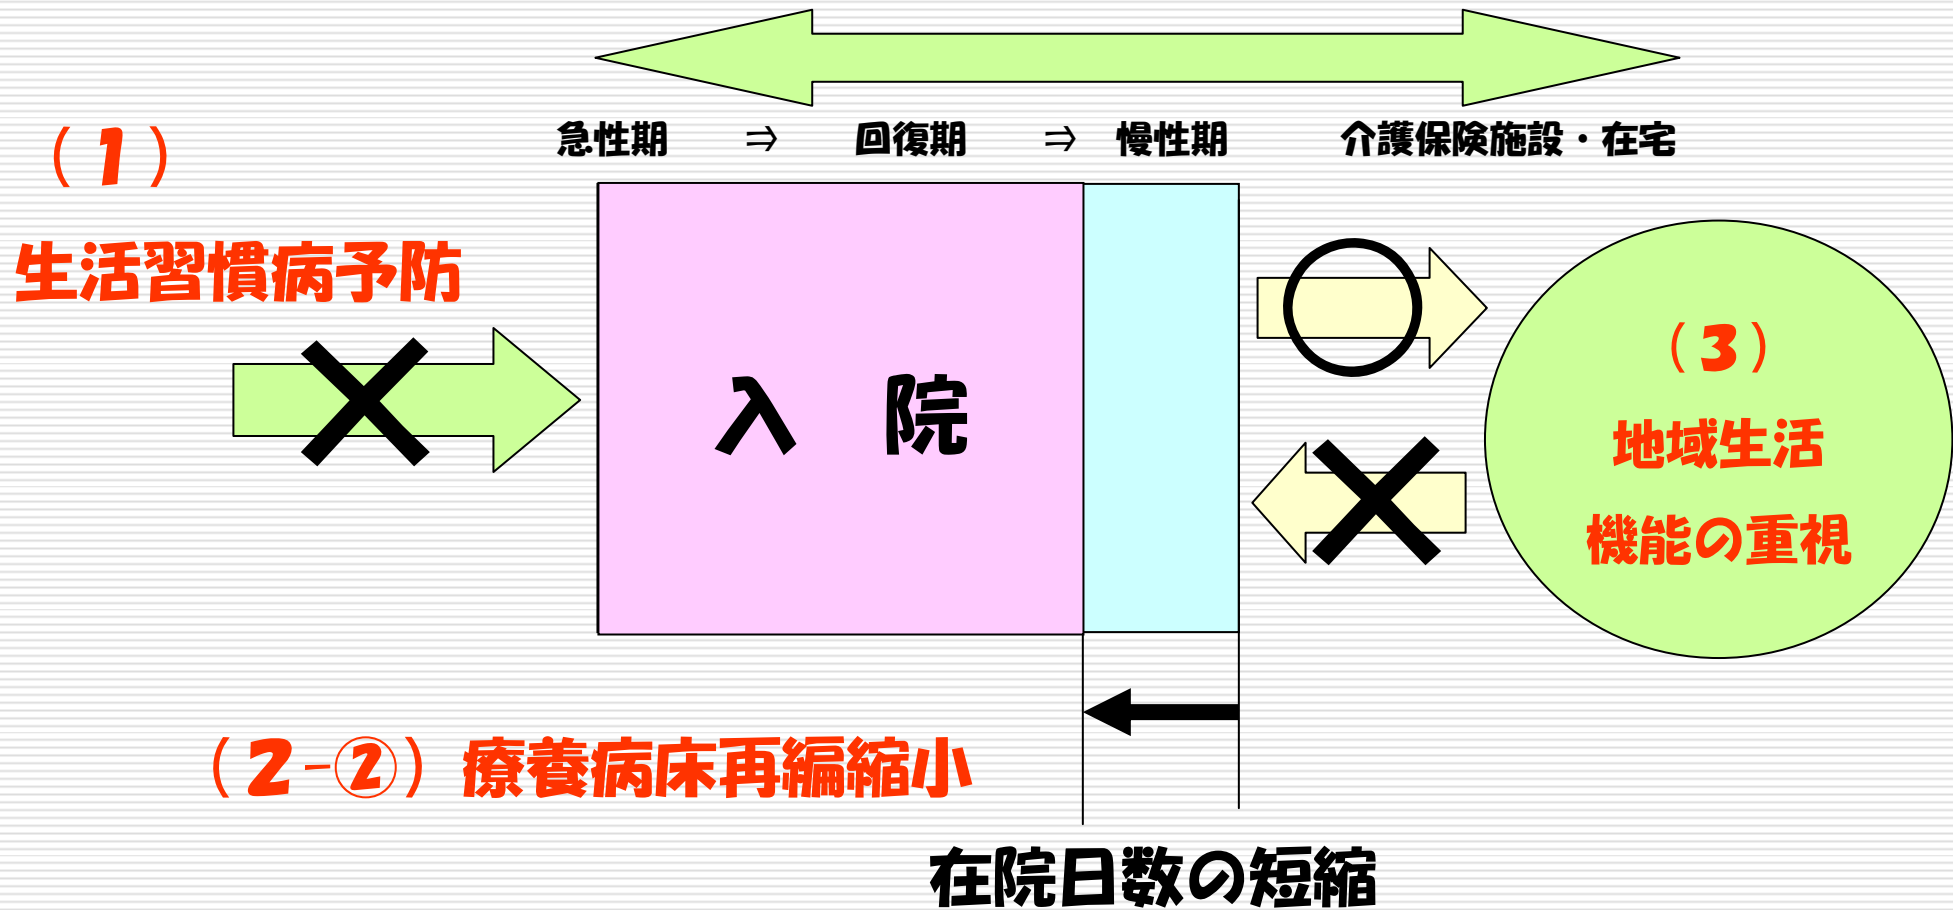 急性期 ⇒ 回復期 ⇒ 慢性期 介護保険施設・在宅
（1）
生活習慣病予防
入 院
（3）
地域生活
機能の重視
（2-②）療養病床再編縮小
在院日数の短縮